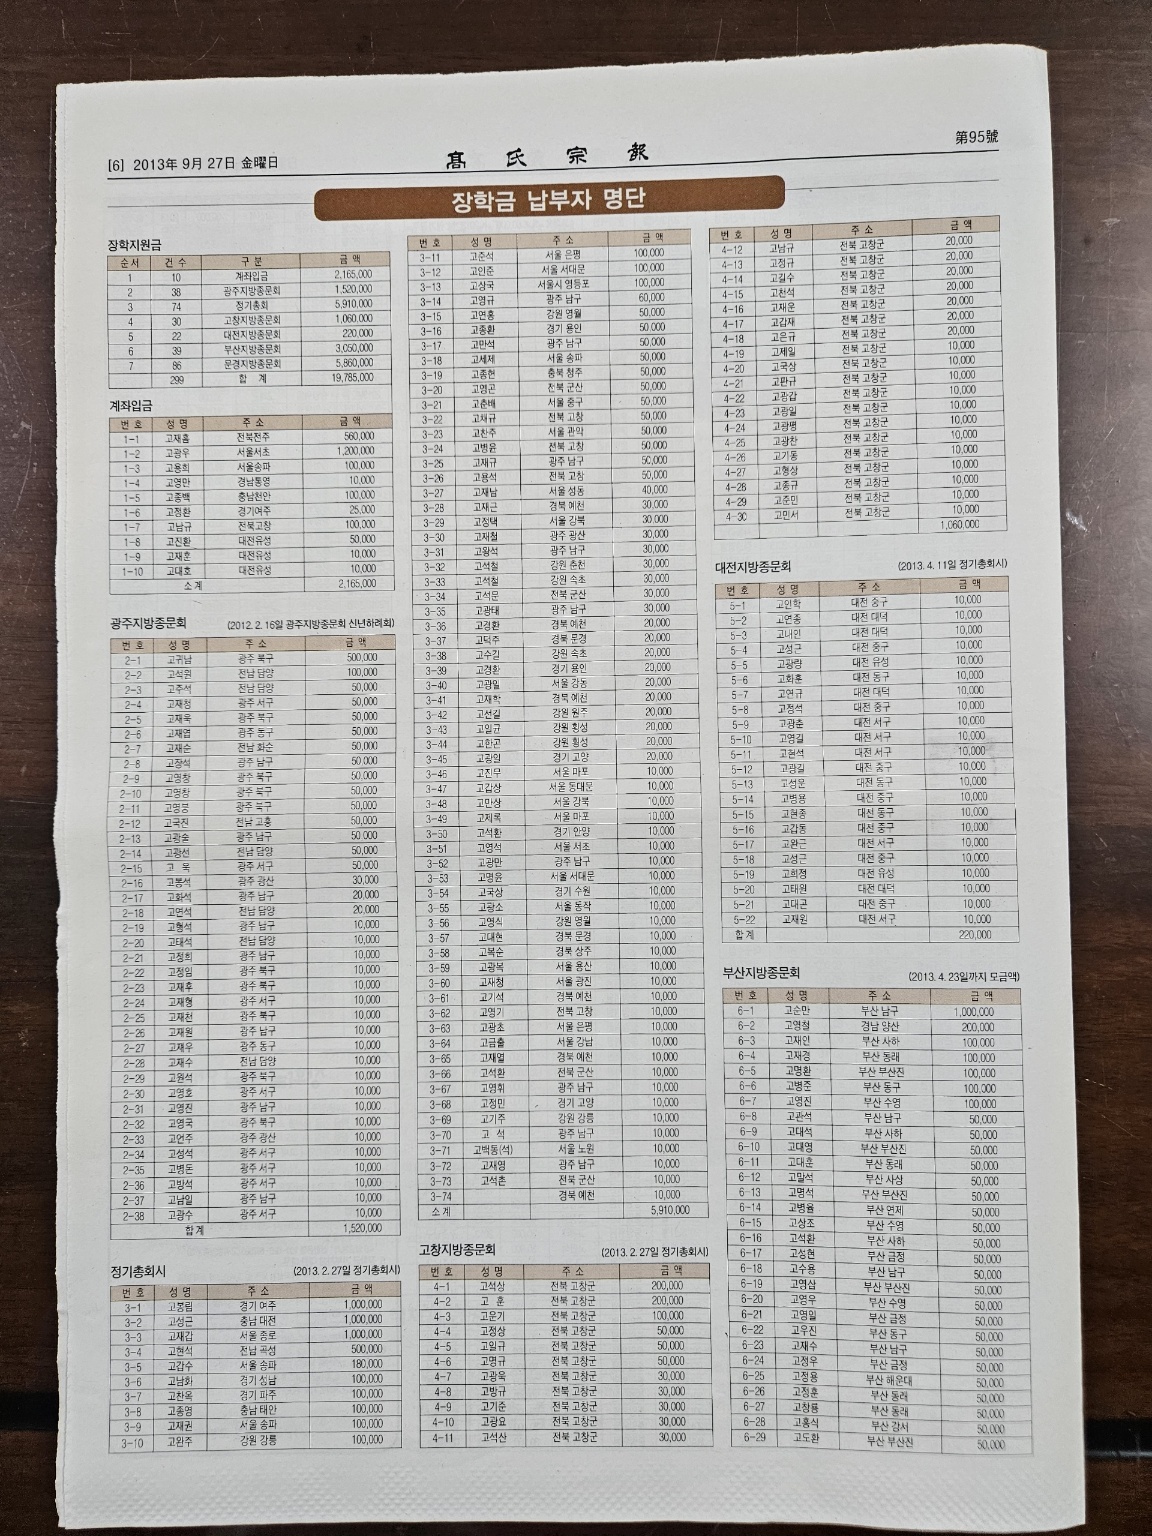 [6] 2013年 9月 27日 金曜日
髙氏宗報
第95號
장학금 납부자 명단
장학지원금
순서 건수 구분 금액
1 10 계좌입금 2,165,000
2 38 광주지방종문회 1,520,000
3 74 정기총회 5,910,000
4 30 고창지방종문회 1,060,000
5 22 대전지방종문회 220,000
6 39 부산지방종문회 3,050,000
7 86 문경지방종문회 5,860,000
299 합 계 19,785,000
계좌입금
번호 성명 주소 금액
1-1 고재홈 전북전주 560,000
1-2 고광우 서울서초 1,200,000
1-3 고용희 서울송파 100,000
1-4 고영만 경남통영 10,000
1-5 고종백 충남천안 100,000
1-6 고정환 경기여주 25,000
1-7 고남규 전북고창 100,000
1-8 고진환 대전유성 50,000
1-9 고재훈 대전유성 10,000
1-10 고대호 대전유성 10,000
소계 2,165,000
광주지방종문회 (2012. 2. 16일 광주지방종문회 신년하례회)
번호 성명 주소 금액
2-1 고귀남 광주 북구 500,000
2-2 고석원 전남 담양 100,000
2-3 고주석 전남 담양 50,000
2-4 고재청 광주 서구 50,000
2-5 고재욱 광주 북구 50,000
2-6 고재엽 광주 동구 50,000
2-7 고재순 전남 화순 50,000
2-8 고장석 광주 남구 50,000
2-9 고영창 광주 북구 50,000
2-10 고영창 광주 북구 50,000
2-11 고영봉 광주 북구 50,000
2-12 고국진 전남 고흥 50,000
2-13 고광술 광주 남구 50,000
2-14 고광선 전남 담양 50,000
2-15 고 욱 광주 서구 50,000
2-16 고봉석 광주 광산 30,000
2-17 고화석 광주 남구 20,000
2-18 고면석 전남 담양 20,000
2-19 고형석 광주 남구 10,000
2-20 고태석 전남 담양 10,000
2-21 고정희 광주 남구 10,000
2-22 고정임 광주 북구 10,000
2-23 고재후 광주 북구 10,000
2-24 고재형 광주 서구 10,000
2-25 고재천 광주 북구 10,000
2-26 고재원 광주 남구 10,000
2-27 고재우 광주 동구 10,000
2-28 고재수 전남 담양 10,000
2-29 고원석 광주 북구 10,000
2-30 고영호 광주 서구 10,000
2-31 고영진 광주 남구 10,000
2-32 고영국 광주 북구 10,000
2-33 고언주 광주 광산 10,000
2-34 고성석 광주 서구 10,000
2-35 고병돈 광주 서구 10,000
2-36 고방석 광주 서구 10,000
2-37 고남일 광주 남구 10,000
2-38 고광수 광주 서구 10,000
합계 1,520,000
정기총회시 (2013. 2. 27일 정기총회시)
번호 성명 주소 금액
3-1 고봉림 경기 여주 1,000,000
3-2 고성근 충남 대전 1,000,000
3-3 고재갑 서울 종로 1,000,000
3-4 고현석 전남 곡성 500,000
3-5 고갑수 서울 송파 180,000
3-6 고남화 경기 성남 100,000
3-7 고찬옥 경기 파주 100,000
3-8 고종영 충남 태안 100,000
3-9 고재권 서울 송파 100,000
3-10 고완주 강원 강릉 100,000
번호 성명 주소 금액
3-11 고준석 서울 은평 100,000
3-12 고인준 서울 서대문 100,000
3-13 고상국 서울시 영등포 100,000
3-14 고영규 광주 남구 60,000
3-15 고연홍 강원 영월 50,000
3-16 고종환 경기 용인 50,000
3-17 고만석 광주 남구 50,000
3-18 고세제 서울 송파 50,000
3-19 고종헌 충북 청주 50,000
3-20 고영곤 전북 군산 50,000
3-21 고춘배 서울 중구 50,000
3-22 고채규 전북 고창 50,000
3-23 고찬주 서울 관악 50,000
3-24 고병윤 전북 고창 50,000
3-25 고재규 광주 남구 50,000
3-26 고용석 전북 고창 50,000
3-27 고재남 서울 성동 40,000
3-28 고재근 경북 예천 30,000
3-29 고정택 서울 강북 30,000
3-30 고재철 광주 광산 30,000
3-31 고왕석 광주 남구 30,000
3-32 고석철 강원 춘천 30,000
3-33 고석철 강원 속초 30,000
3-34 고석문 전북 군산 30,000
3-35 고광태 광주 남구 30,000
3-36 고경환 경북 예천 20,000
3-37 고덕주 경북 문경 20,000
3-38 고수길 강원 속초 20,000
3-39 고경환 경기 용인 20,000
3-40 고광일 서울 강동 20,000
3-41 고재학 경북 예천 20,000
3-42 고선길 강원 원주 20,000
3-43 고일균 강원 횡성 20,000
3-44 고한곤 강원 횡성 20,000
3-45 고광일 경기 고양 20,000
3-46 고진우 서울 마포 10,000
3-47 고갑상 서울 동대문 10,000
3-48 고만상 서울 강북 10,000
3-49 고제록 서울 마포 10,000
3-50 고석환 경기 안양 10,000
3-51 고영석 서울 서초 10,000
3-52 고광만 광주 남구 10,000
3-53 고명윤 서울 서대문 10,000
3-54 고국상 경기 수원 10,000
3-55 고광소 서울 동작 10,000
3-56 고영식 강원 영월 10,000
3-57 고대현 경북 문경 10,000
3-58 고복순 경북 상주 10,000
3-59 고광복 서울 용산 10,000
3-60 고재청 서울 광진 10,000
3-61 고기석 경북 예천 10,000
3-62 고영기 전북 고창 10,000
3-63 고광초 서울 은평 10,000
3-64 고금출 서울 강남 10,000
3-65 고재열 경북 예천 10,000
3-66 고석환 전북 군산 10,000
3-67 고영휘 광주 남구 10,000
3-68 고정민 경기 고양 10,000
3-69 고기주 강원 강릉 10,000
3-70 고 석 광주 남구 10,000
3-71 고백동(석) 서울 노원 10,000
3-72 고재영 광주 남구 10,000
3-73 고석촌 전북 군산 10,000
3-74 경북 예천 10,000
소계 5,910,000
고창지방종문회 (2013. 2. 27일 정기총회시)
번호 성명 주소 금액
4-1 고석상 전북 고창군 200,000
4-2 고 훈 전북 고창군 200,000
4-3 고운기 전북 고창군 100,000
4-4 고정상 전북 고창군 50,000
4-5 고일규 전북 고창군 50,000
4-6 고명규 전북 고창군 50,000
4-7 고광욱 전북 고창군 30,000
4-8 고방규 전북 고창군 30,000
4-9 고기준 전북 고창군 30,000
4-10 고광요 전북 고창군 30,000
4-11 고석산 전북 고창군 30,000
번호 성명 주소 금액
4-12 고남규 전북 고창군 20,000
4-13 고정규 전북 고창군 20,000
4-14 고길수 전북 고창군 20,000
4-15 고천석 전북 고창군 20,000
4-16 고재운 전북 고창군 20,000
4-17 고갑재 전북 고창군 20,000
4-18 고은규 전북 고창군 20,000
4-19 고제일 전북 고창군 10,000
4-20 고국상 전북 고창군 10,000
4-21 고판규 전북 고창군 10,000
4-22 고광갑 전북 고창군 10,000
4-23 고광일 전북 고창군 10,000
4-24 고광평 전북 고창군 10,000
4-25 고광찬 전북 고창군 10,000
4-26 고기동 전북 고창군 10,000
4-27 고형상 전북 고창군 10,000
4-28 고종규 전북 고창군 10,000
4-29 고준민 전북 고창군 10,000
4-30 고민서 전북 고창군 10,000
1,060,000
대전지방종문회 (2013. 4. 11일 정기총회시)
번호 성명 주소 금액
5-1 고인학 대전 중구 10,000
5-2 고연종 대전 대덕 10,000
5-3 고내인 대전 대덕 10,000
5-4 고성근 대전 중구 10,000
5-5 고광량 대전 유성 10,000
5-6 고화훈 대전 동구 10,000
5-7 고연규 대전 대덕 10,000
5-8 고정석 대전 중구 10,000
5-9 고광춘 대전 서구 10,000
5-10 고영길 대전 서구 10,000
5-11 고현석 대전 서구 10,000
5-12 고광길 대전 중구 10,000
5-13 고성문 대전 동구 10,000
5-14 고병용 대전 중구 10,000
5-15 고현종 대전 중구 10,000
5-16 고갑동 대전 중구 10,000
5-17 고완근 대전 서구 10,000
5-18 고성근 대전 중구 10,000
5-19 고희정 대전 유성 10,000
5-20 고태원 대전 대덕 10,000
5-21 고대곤 대전 중구 10,000
5-22 고재원 대전 서구 10,000
합계 220,000
부산지방종문회 (2013. 4. 23일까지 모금액)
번호 성명 주소 금액
6-1 고순만 부산 남구 1,000,000
6-2 고영철 경남 양산 200,000
6-3 고재인 부산 사하 100,000
6-4 고재경 부산 동래 100,000
6-5 고명환 부산 부산진 100,000
6-6 고병준 부산 동구 100,000
6-7 고영진 부산 수영 100,000
6-8 고관석 부산 남구 50,000
6-9 고대석 부산 사하 50,000
6-10 고대영 부산 부산진 50,000
6-11 고대훈 부산 동래 50,000
6-12 고말석 부산 사상 50,000
6-13 고명석 부산 부산진 50,000
6-14 고병율 부산 연제 50,000
6-15 고상조 부산 수영 50,000
6-16 고석환 부산 사하 50,000
6-17 고성현 부산 금정 50,000
6-18 고수용 부산 남구 50,000
6-19 고영삼 부산 부산진 50,000
6-20 고영우 부산 수영 50,000
6-21 고영일 부산 금정 50,000
6-22 고우진 부산 동구 50,000
6-23 고재수 부산 남구 50,000
6-24 고정우 부산 금정 50,000
6-25 고정용 부산 해운대 50,000
6-26 고정훈 부산 동래 50,000
6-27 고창룡 부산 동래 50,000
6-28 고홍석 부산 강서 50,000
6-29 고도환 부산 부산진 50,000